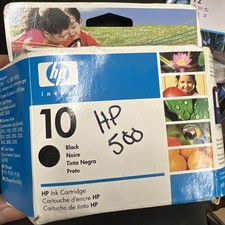 hp
invent
10
Black
Noire
Tinta Negra
Preto
HP
500
HP Ink Cartridge
Cartouche d'encre HP
Cartucho de tinta HP